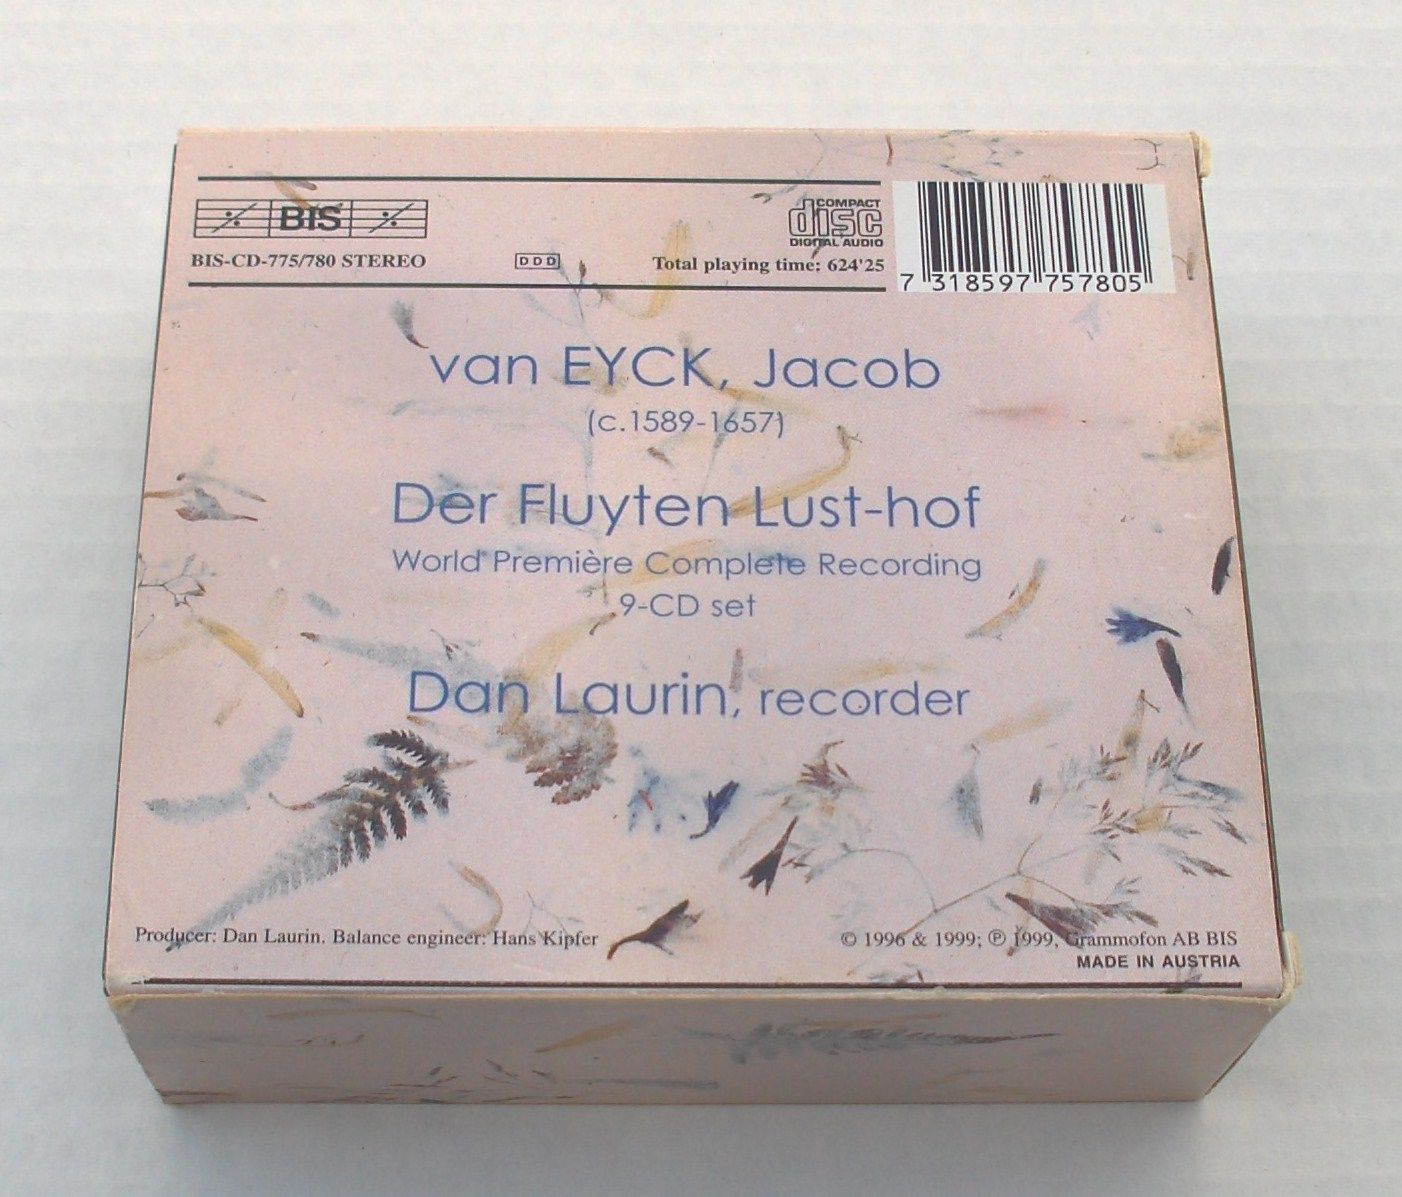 BIS
COMPACT
disc
DIGITAL AUDIO
BIS-CD-775/780 STEREO
DDD
Total playing time: 624'25
7 318597 757805
van EYCK, Jacob
(c.1589-1657)
Der Fluyten Lust-hof
World Première Complete Recording
9-CD set
Dan Laurin, recorder
Producer: Dan Laurin. Balance engineer: Hans Kipfer
© 1996 & 1999; ℗ 1999, Grammofon AB BIS
MADE IN AUSTRIA